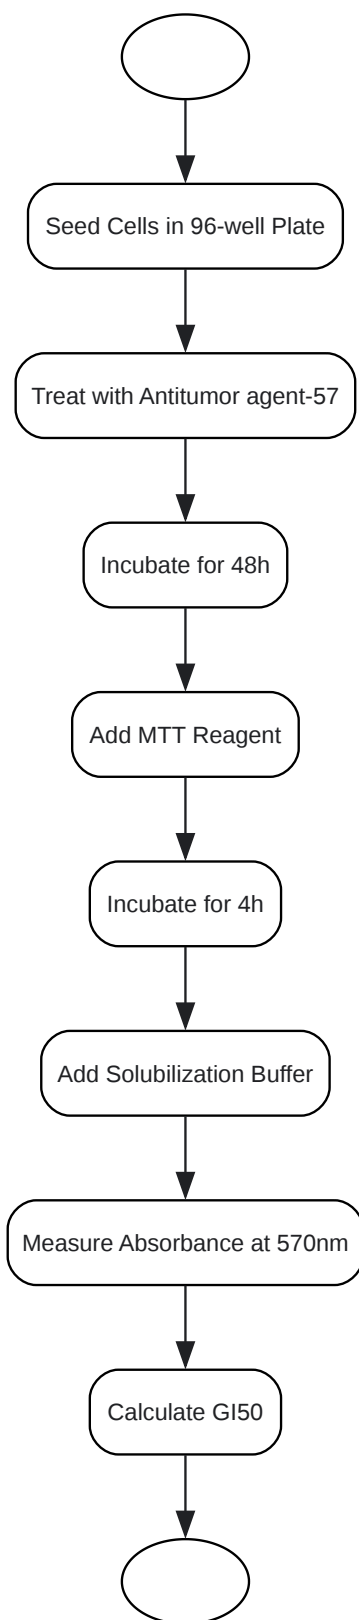 Seed Cells in 96-well Plate
Treat with Antitumor agent-57
Incubate for 48h
Add MTT Reagent
Incubate for 4h
Add Solubilization Buffer
Measure Absorbance at 570nm
Calculate GI50